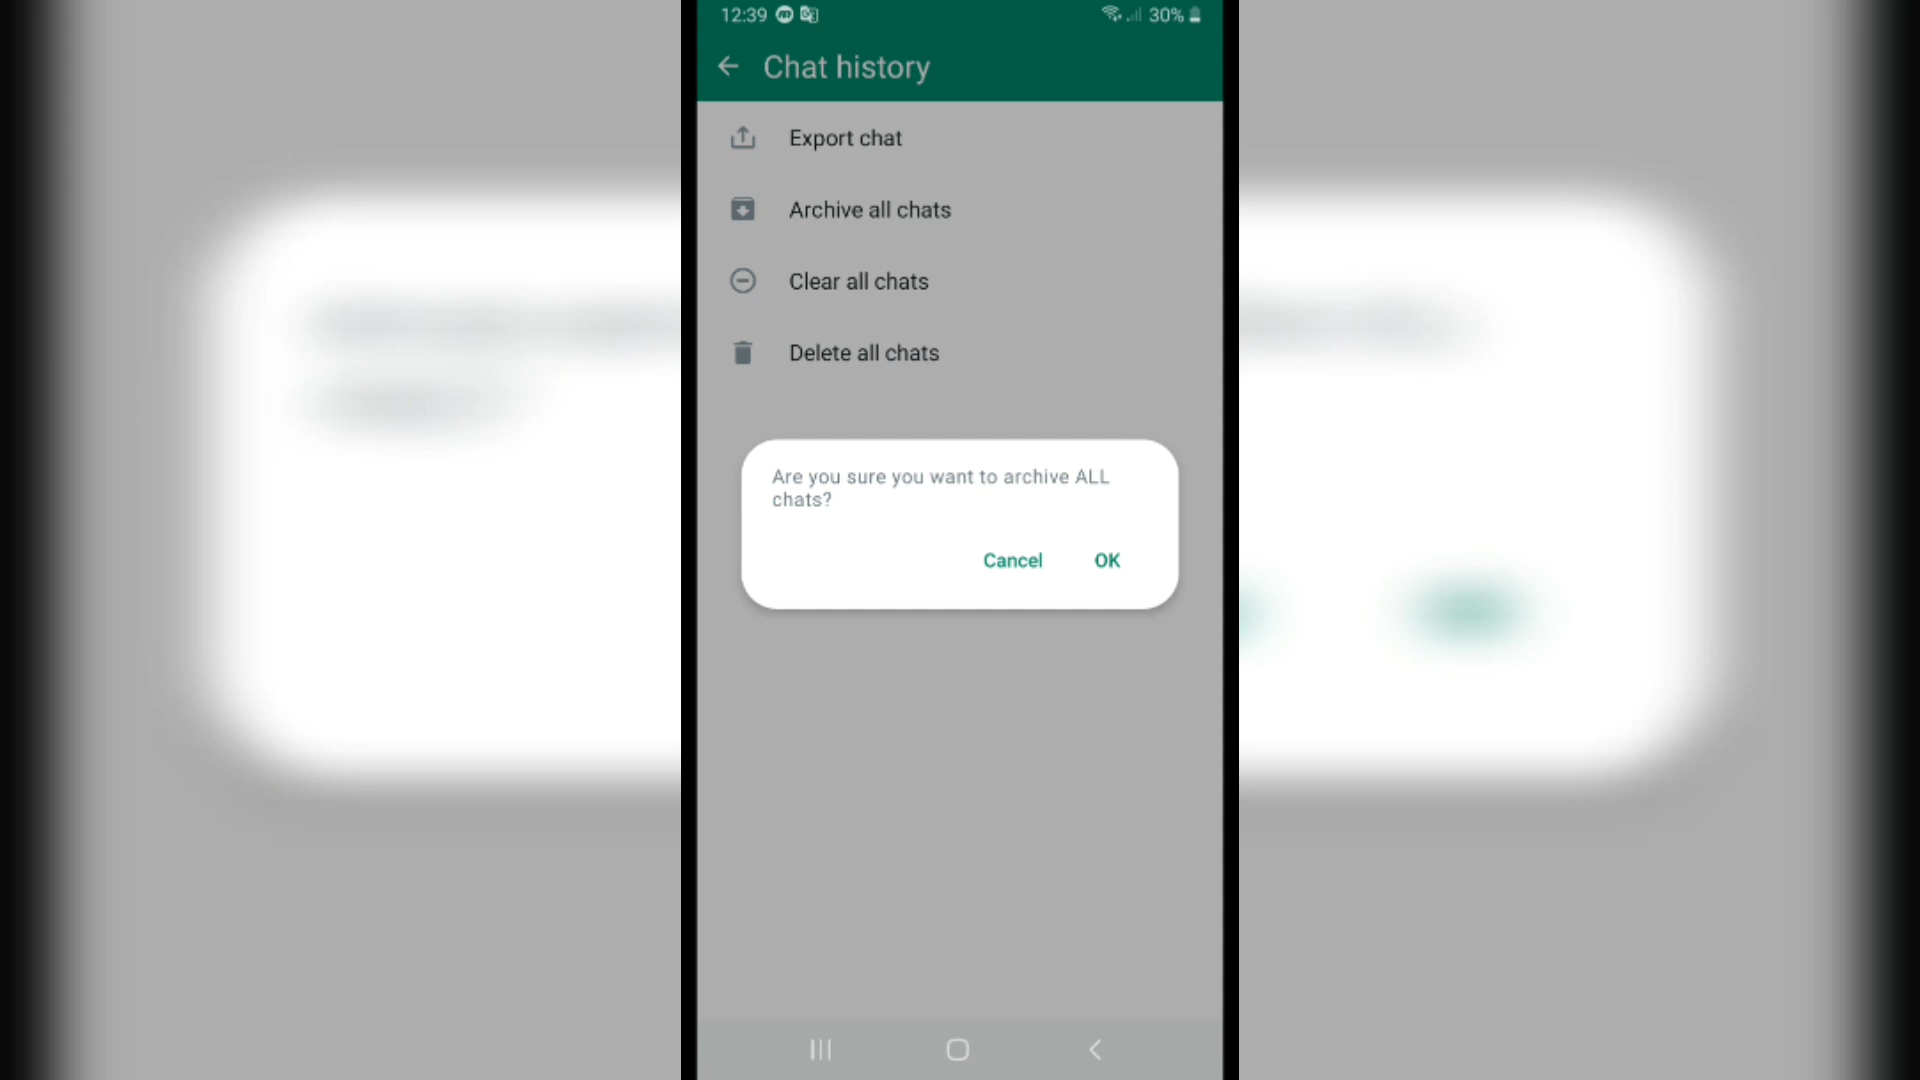 12:39 30%
Chat history
Export chat
Archive all chats
Clear all chats
Delete all chats
Are you sure you want to archive ALL
chats?
Cancel OK